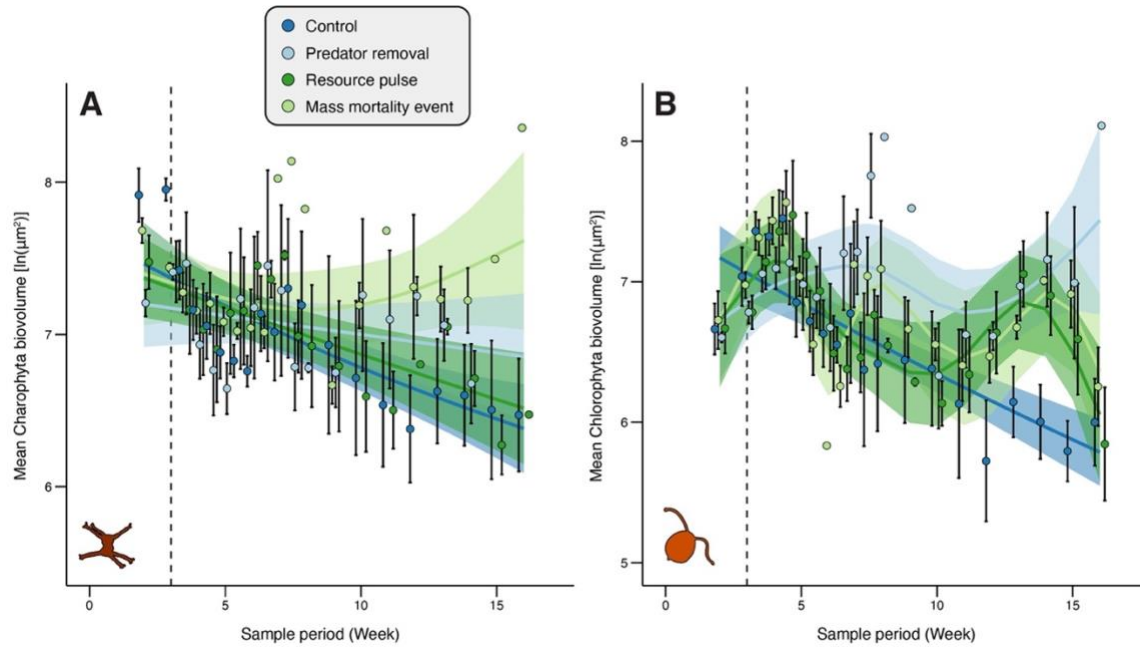 Control
Predator removal
Resource pulse
Mass mortality event
A
Mean Charophyta biovolume [ln(µm²)]
8
7
6
0
5
10
15
Sample period (Week)
B
Mean Chlorophyta biovolume [ln(µm²)]
8
7
6
5
0
5
10
15
Sample period (Week)